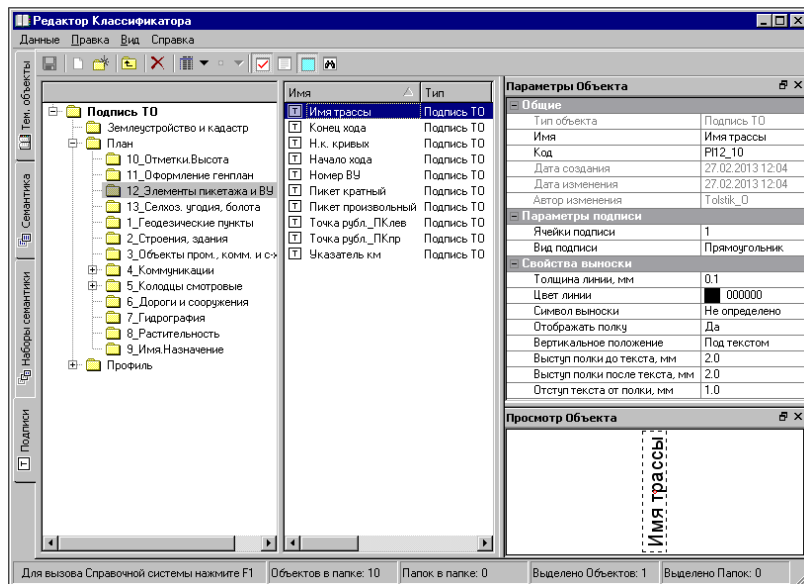 Редактор Классификатора
Данные Правка Вид Справка
Тем. объекты
Семантика
Наборы семантики
Подписи
Подпись ТО
Землеустройство и кадастр
План
10_Отметки.Высота
11_Оформление генплан
12_Элементы пикетажа и ВУ
13_Селхоз. угодия, болота
1_Геодезические пункты
2_Строения, здания
3_Объекты пром., комм. и с-х
4_Коммуникации
5_Колодцы смотровые
6_Дороги и сооружения
7_Гидрография
8_Растительность
9_Имя.Назначение
Профиль
Имя Тип
Имя трассы Подпись ТО
Конец хода Подпись ТО
Н.к. кривых Подпись ТО
Начало хода Подпись ТО
Номер ВУ Подпись ТО
Пикет кратный Подпись ТО
Пикет произвольный Подпись ТО
Точка рубл._ПКлев Подпись ТО
Точка рубл._ПКпр Подпись ТО
Указатель км Подпись ТО
Параметры Объекта
Общие
Тип объекта Подпись ТО
Имя Имя трассы
Код Pl12_10
Дата создания 27.02.2013 12:04
Дата изменения 27.02.2013 12:04
Автор изменения Tolstik_O
Параметры подписи
Ячейки подписи 1
Вид подписи Прямоугольник
Свойства выноски
Толщина линии, мм 0.1
Цвет линии 000000
Символ выноски Не определено
Отображать полку Да
Вертикальное положение Под текстом
Выступ полки до текста, мм 2.0
Выступ полки после текста, мм 2.0
Отступ текста от полки, мм 1.0
Просмотр Объекта
Имя трассы
Для вызова Справочной системы нажмите F1 Объектов в папке: 10 Папок в папке: 0 Выделено Объектов: 1 Выделено Папок: 0